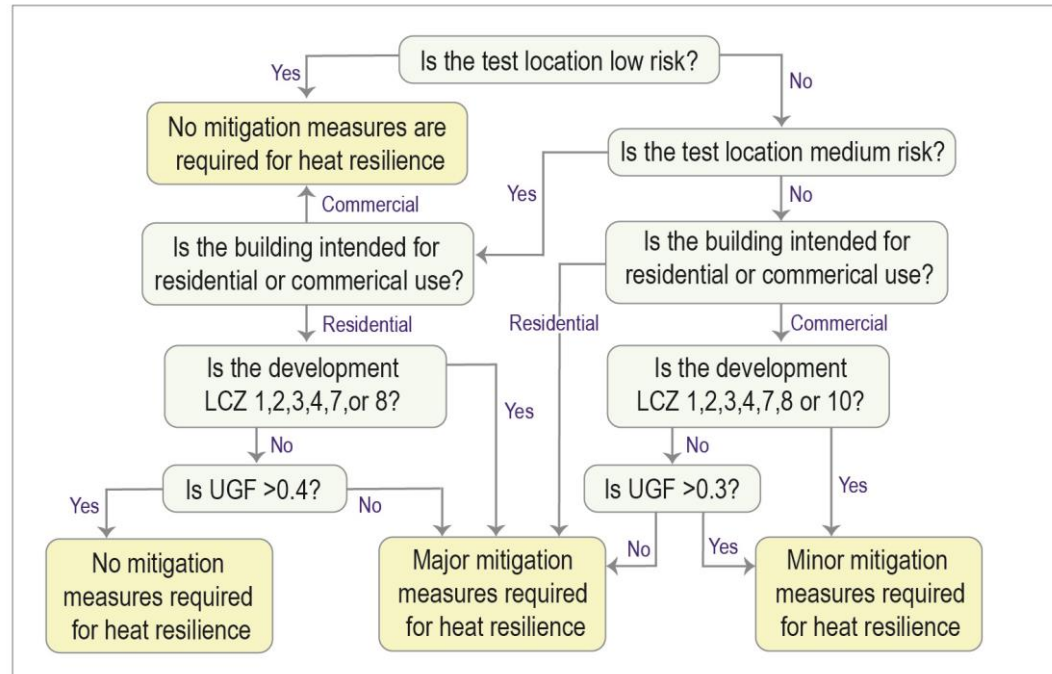 Is the test location low risk?
Yes
No
No mitigation measures are
required for heat resilience
Is the test location medium risk?
Commercial
Yes
No
Is the building intended for
residential or commerical use?
Is the building intended for
residential or commerical use?
Residential
Residential
Commercial
Is the development
LCZ 1,2,3,4,7,or 8?
Is the development
LCZ 1,2,3,4,7,8 or 10?
Yes
No
No
Is UGF >0.4?
Is UGF >0.3?
Yes
No
Yes
No
Yes
No mitigation
measures required
for heat resilience
Major mitigation
measures required
for heat resilience
Minor mitigation
measures required
for heat resilience